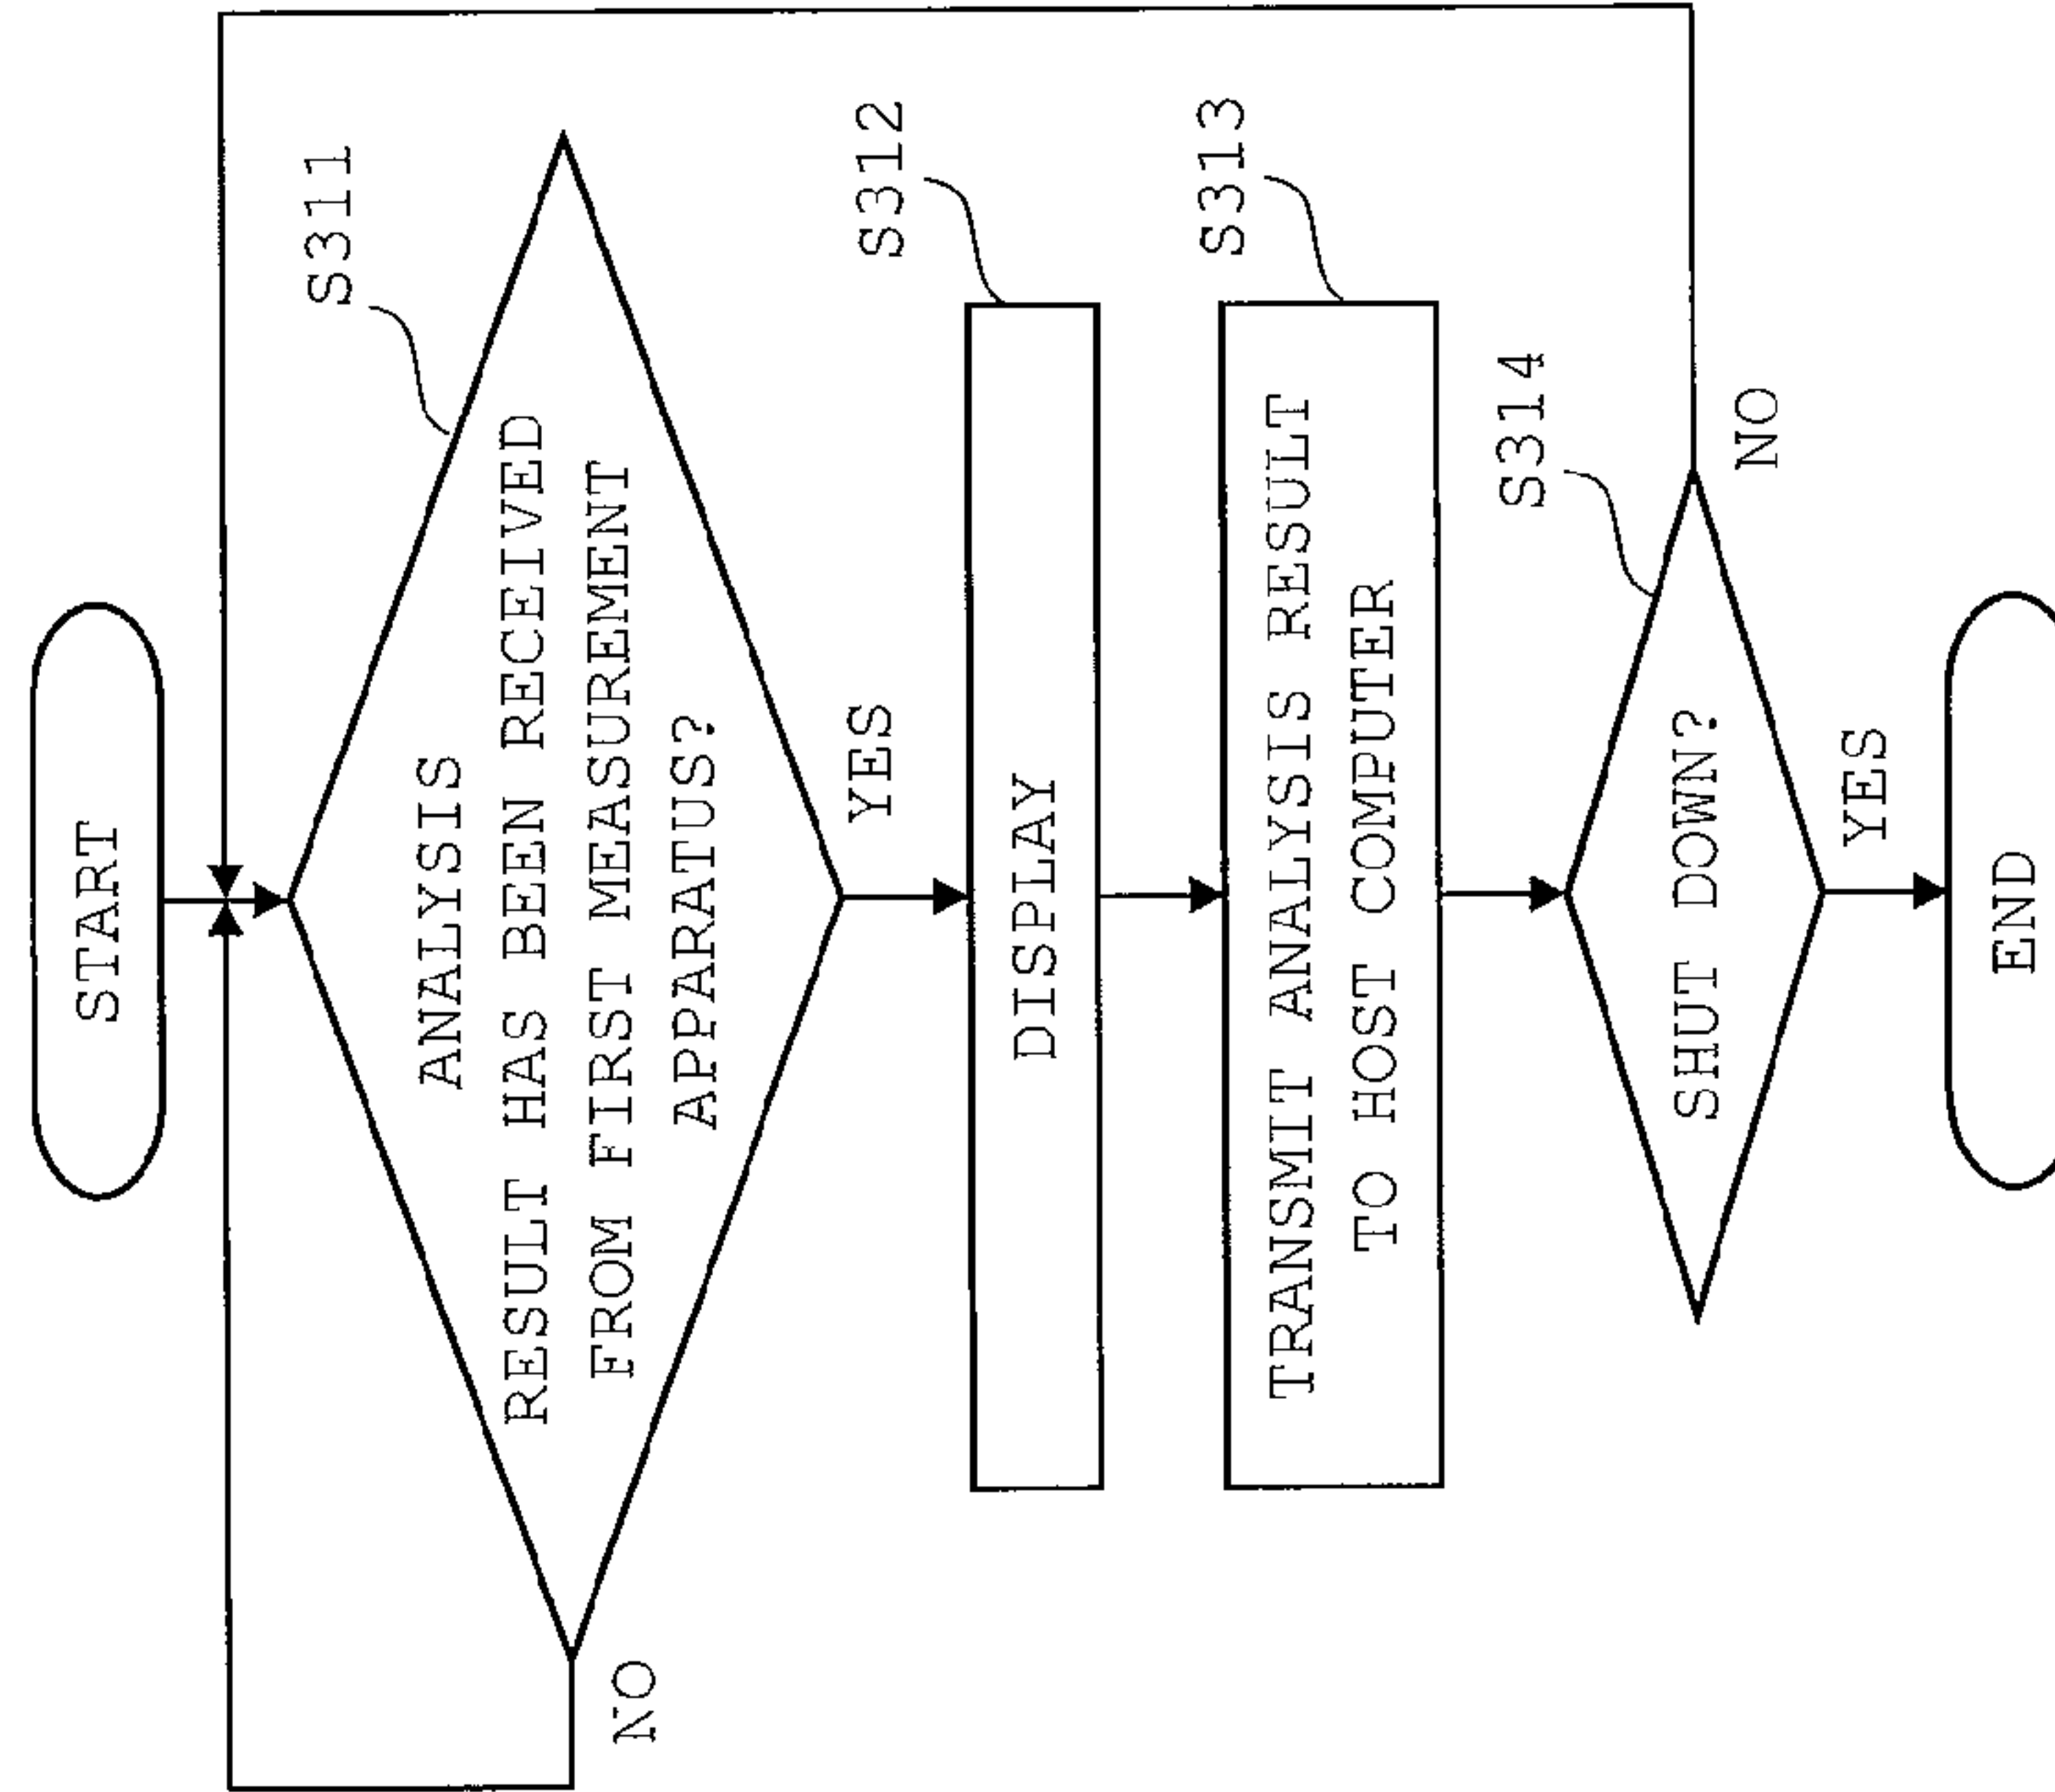 START
S311
ANALYSIS
RESULT HAS BEEN RECEIVED
FROM FIRST MEASUREMENT
APPARATUS?
NO
YES
S312
DISPLAY
S313
TRANSMIT ANALYSIS RESULT
TO HOST COMPUTER
S314
SHUT DOWN?
NO
YES
END